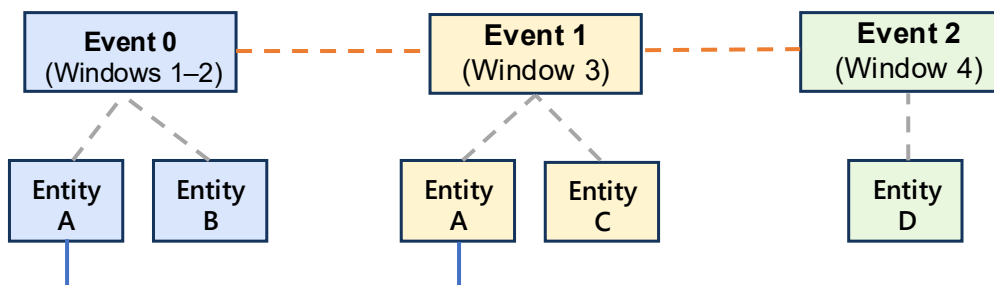 Event 0
(Windows 1–2)
Event 1
(Window 3)
Event 2
(Window 4)
Entity
A
Entity
B
Entity
A
Entity
C
Entity
D